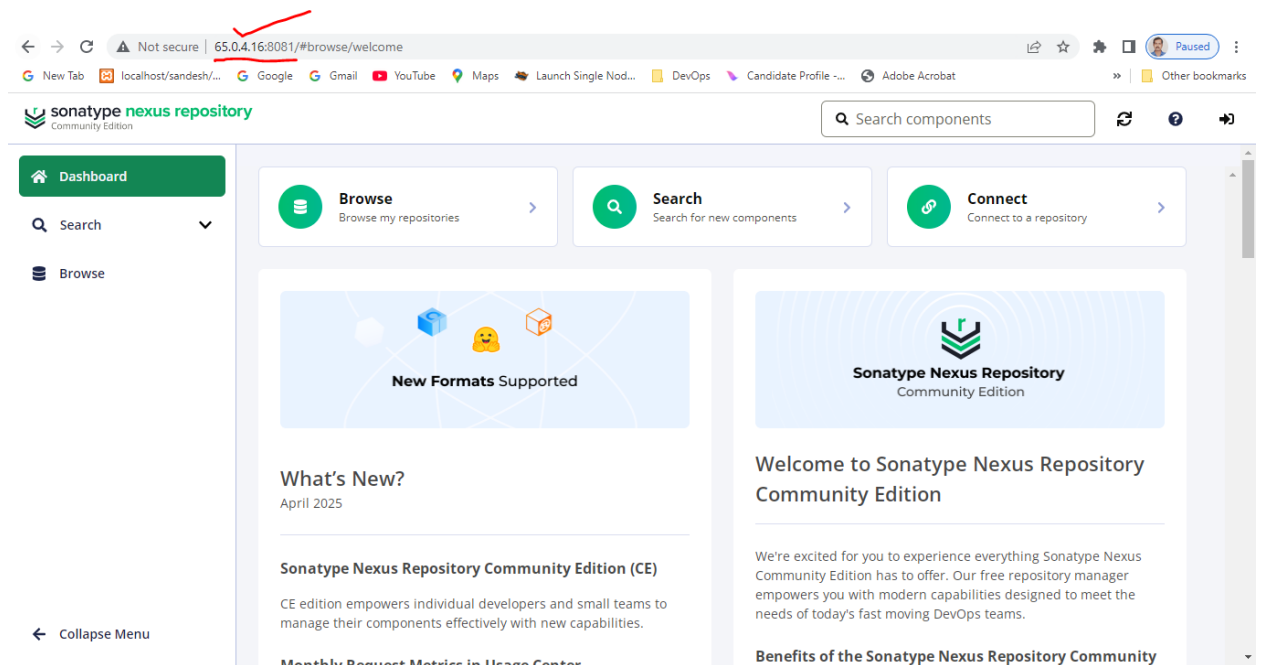 Not secure | 65.0.4.16:8081/#browse/welcome
Paused
New Tab localhost/sandesh/... Google Gmail YouTube Maps Launch Single Nod... DevOps Candidate Profile -... Adobe Acrobat » Other bookmarks
sonatype nexus repository
Community Edition
Search components
Dashboard
Search
Browse
Collapse Menu
Browse
Browse my repositories
Search
Search for new components
Connect
Connect to a repository
New Formats Supported
What's New?
April 2025
Sonatype Nexus Repository Community Edition (CE)
CE edition empowers individual developers and small teams to
manage their components effectively with new capabilities.
Monthly Request Metrics in Usage Center
r
Sonatype Nexus Repository
Community Edition
Welcome to Sonatype Nexus Repository
Community Edition
We're excited for you to experience everything Sonatype Nexus
Community Edition has to offer. Our free repository manager
empowers you with modern capabilities designed to meet the
needs of today's fast moving DevOps teams.
Benefits of the Sonatype Nexus Repository Community